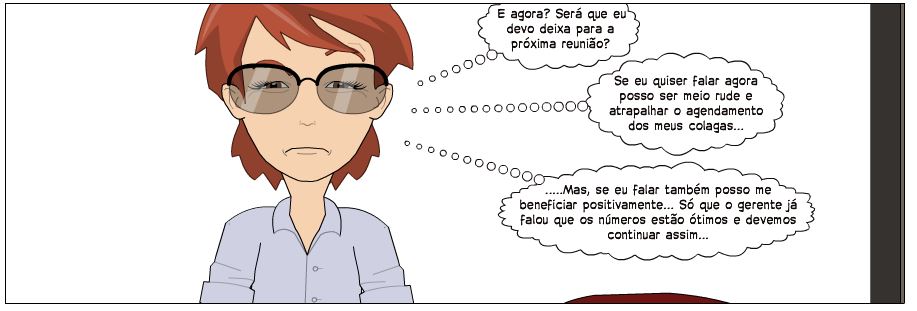 E agora? Será que eu
devo deixa para a
próxima reunião?
Se eu quiser falar agora
posso ser meio rude e
atrapalhar o agendamento
dos meus colagas...
.....Mas, se eu falar também posso me
beneficiar positivamente... Só que o gerente já
falou que os números estão ótimos e devemos
continuar assim...